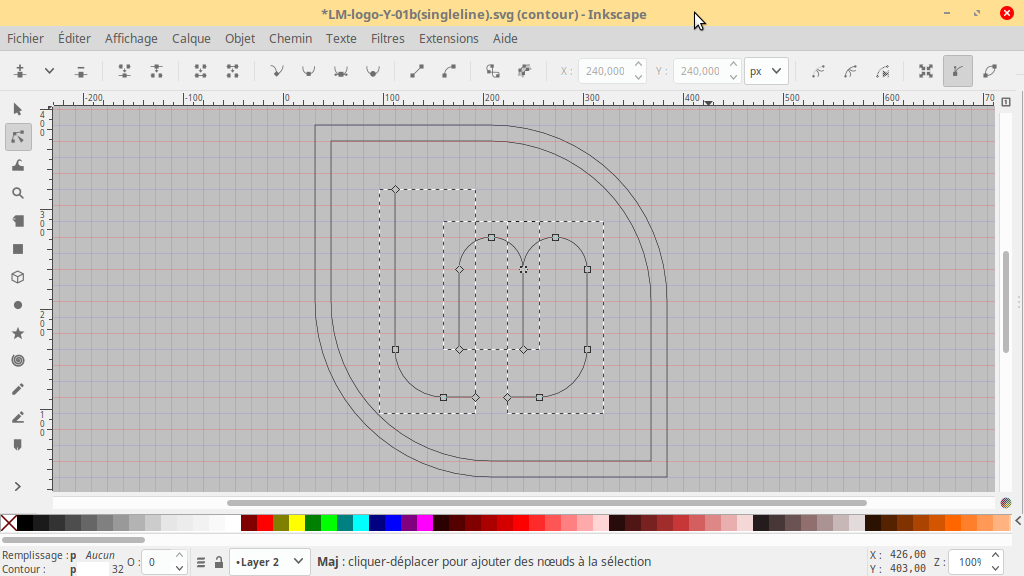 *LM-logo-Y-01b(singleline).svg (contour) - Inkscape
Fichier Éditer Affichage Calque Objet Chemin Texte Filtres Extensions Aide
X : 240,000 Y : 240,000 px
-200 -100 0 100 200 300 400 500 600 70
400
300
200
100
Remplissage : p Aucun
Contour : p 32
O : 0
•Layer 2
Maj : cliquer-déplacer pour ajouter des nœuds à la sélection
X : 426,00
Y : 403,00
Z : 100%